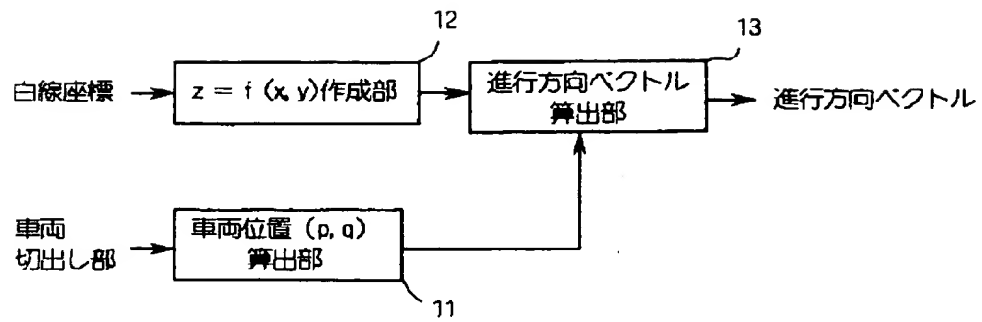 12
13
白線座標
z = f (x, y)作成部
進行方向ベクトル
算出部
進行方向ベクトル
車両
切出し部
車両位置 (p, q)
算出部
11